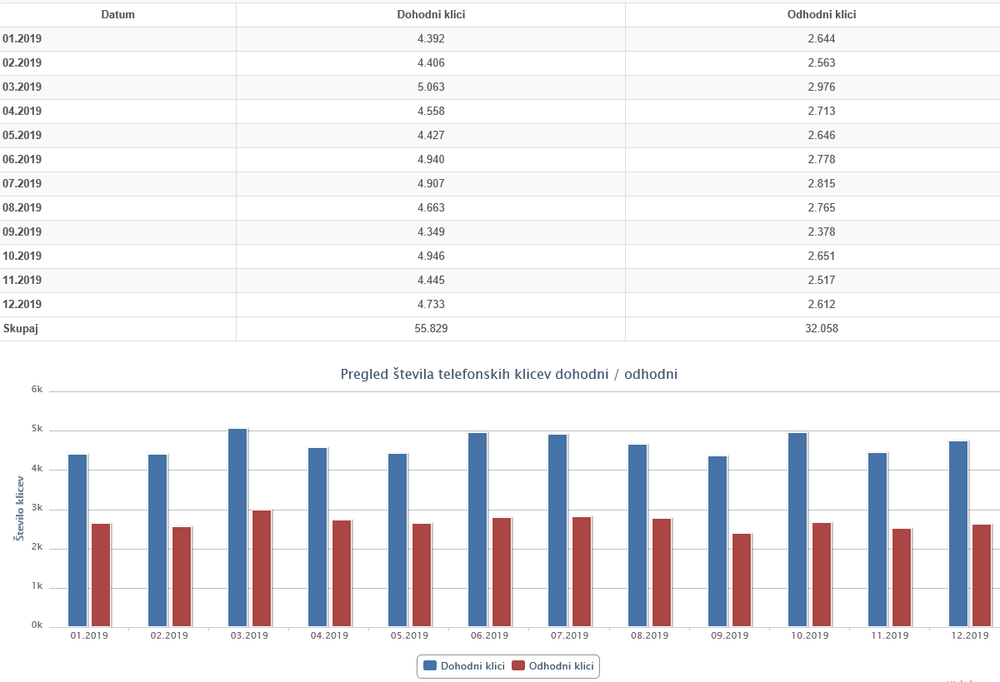 Datum Dohodni klici Odhodni klici
01.2019 4.392 2.644
02.2019 4.406 2.563
03.2019 5.063 2.976
04.2019 4.558 2.713
05.2019 4.427 2.646
06.2019 4.940 2.778
07.2019 4.907 2.815
08.2019 4.663 2.765
09.2019 4.349 2.378
10.2019 4.946 2.651
11.2019 4.445 2.517
12.2019 4.733 2.612
Skupaj 55.829 32.058
Pregled števila telefonskih klicev dohodni / odhodni
6k
5k
4k
3k
2k
1k
0k
Število klicev
01.2019 02.2019 03.2019 04.2019 05.2019 06.2019 07.2019 08.2019 09.2019 10.2019 11.2019 12.2019
Dohodni klici Odhodni klici